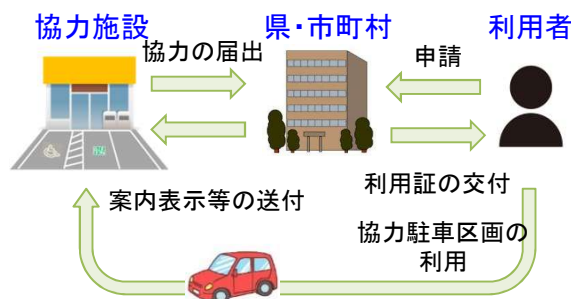 協力施設
県・市町村
利用者
協力の届出
申請
案内表示等の送付
利用証の交付
協力駐車区画の
利用